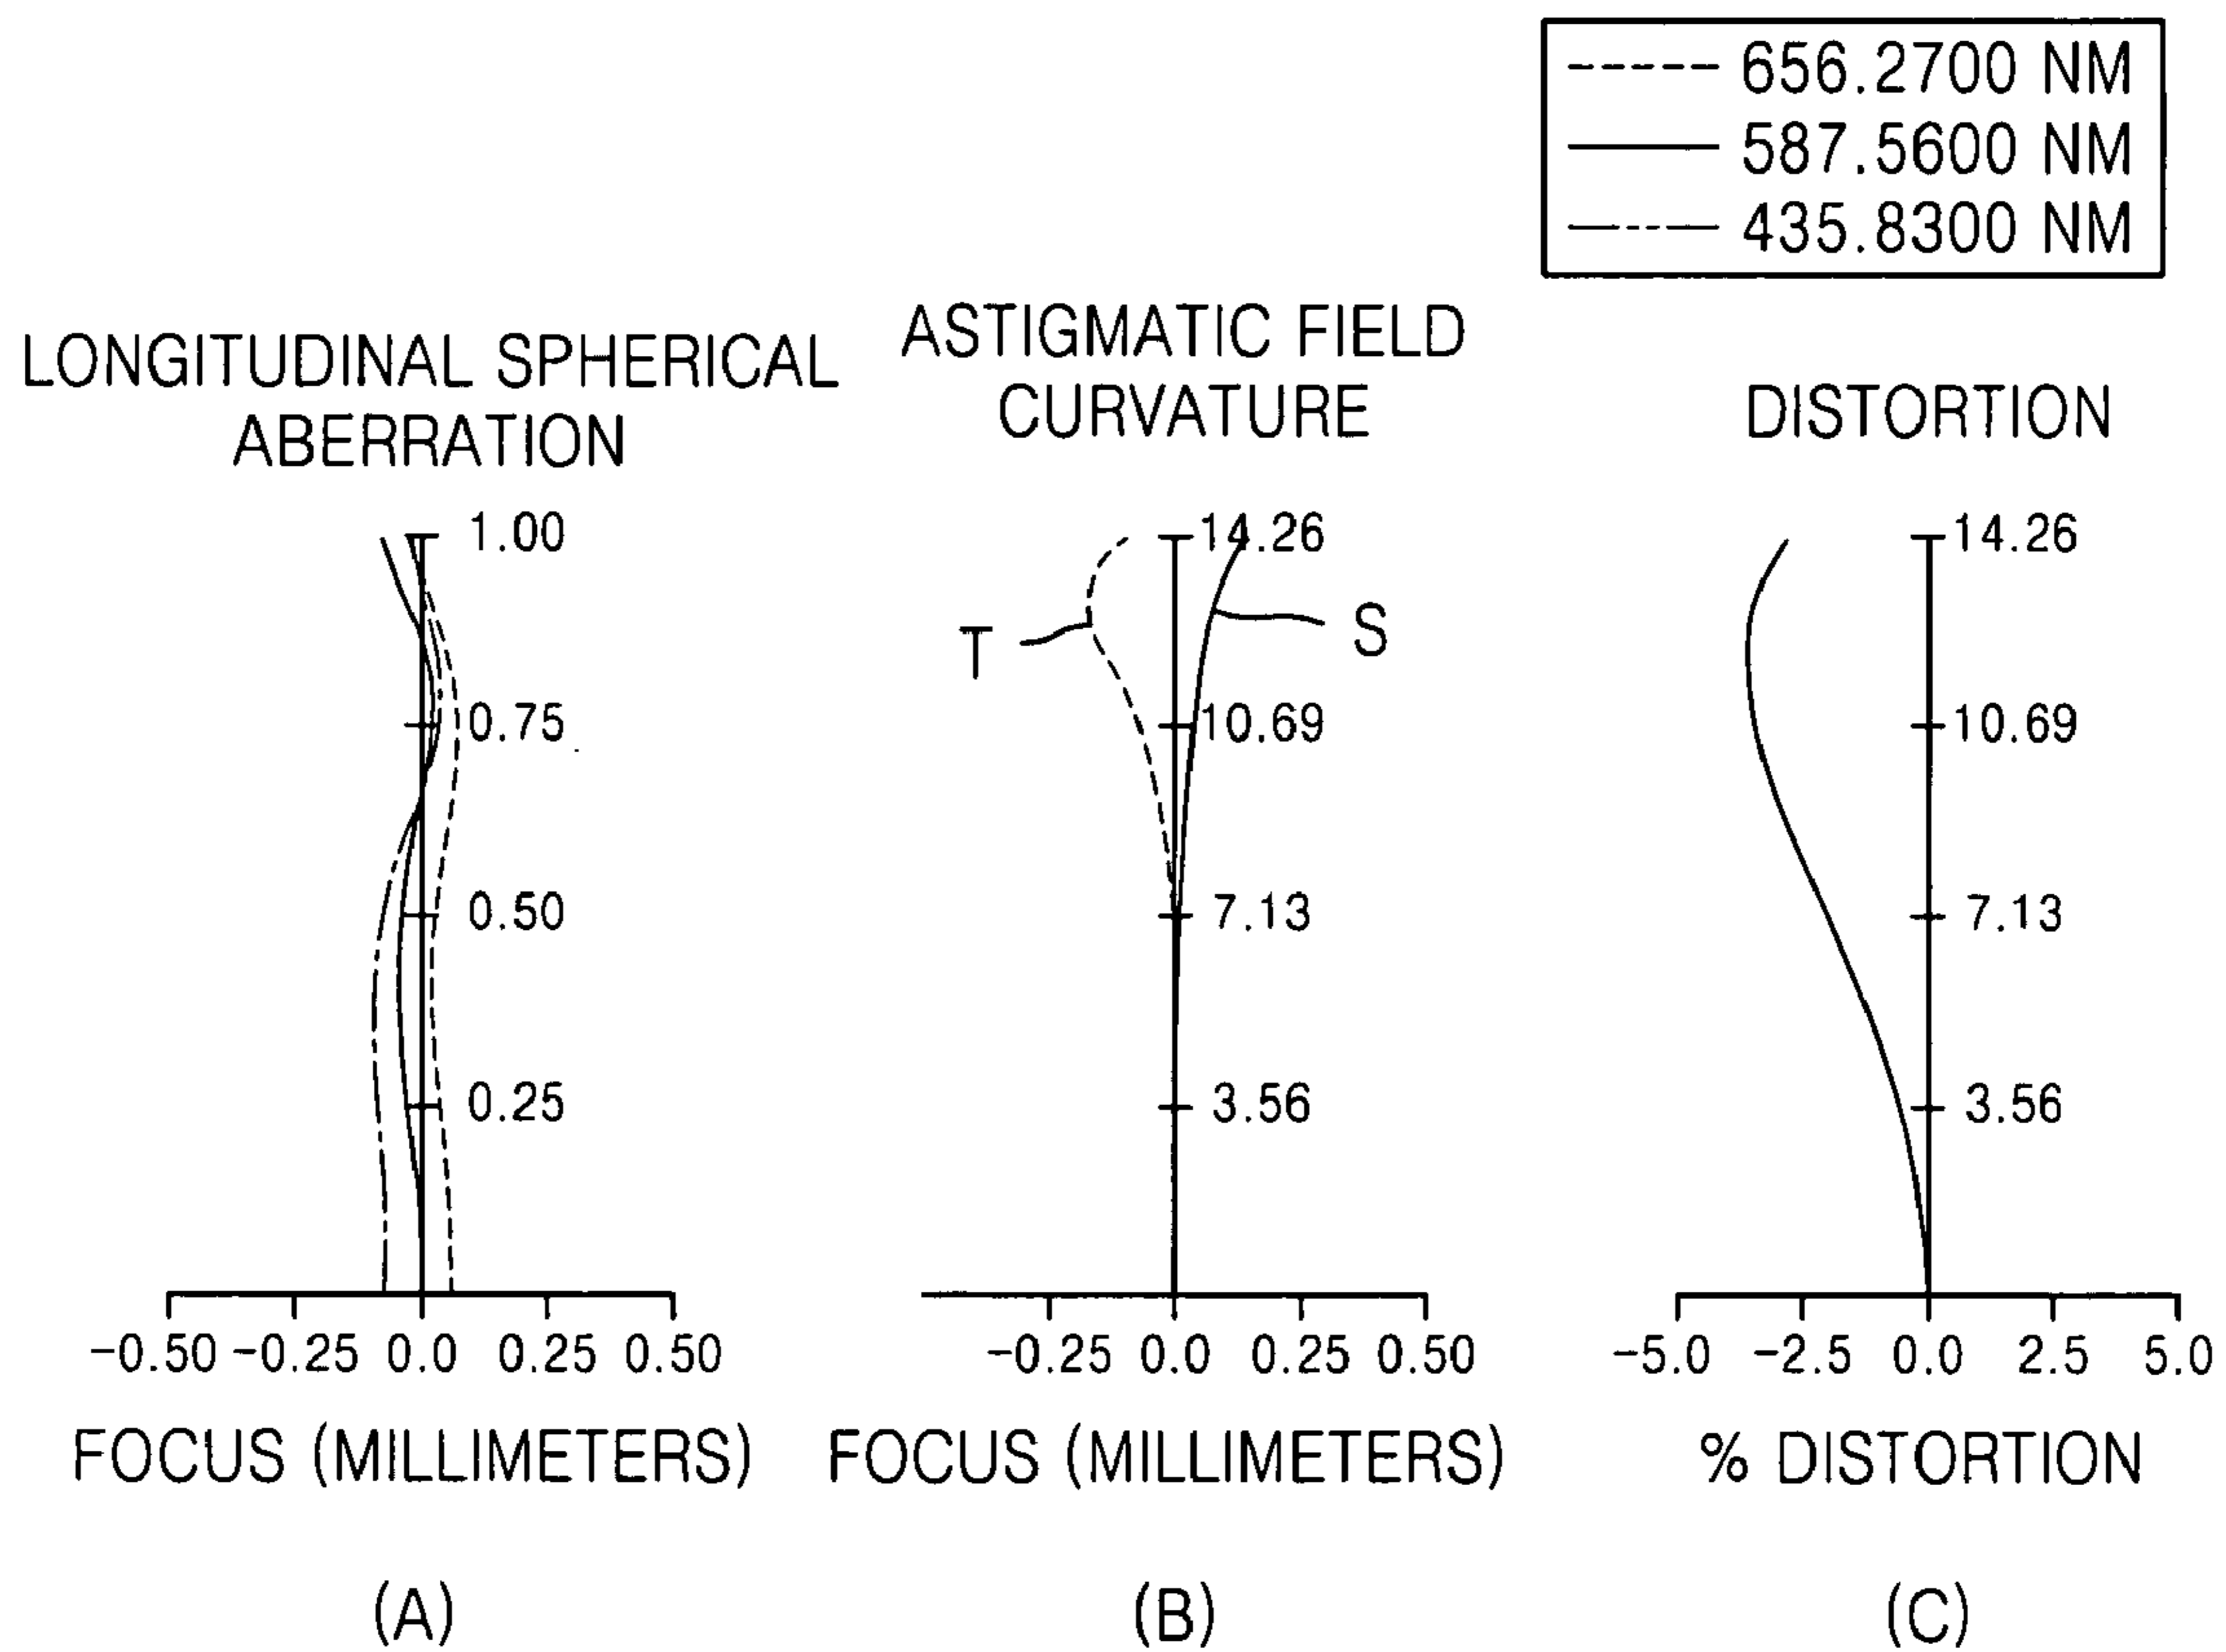 656.2700 NM
587.5600 NM
435.8300 NM
LONGITUDINAL SPHERICAL
ABERRATION
1.00
0.75
0.50
0.25
-0.50 -0.25 0.0 0.25 0.50
FOCUS (MILLIMETERS)
(A)
ASTIGMATIC FIELD
CURVATURE
14.26
T
S
10.69
7.13
3.56
-0.25 0.0 0.25 0.50
FOCUS (MILLIMETERS)
(B)
DISTORTION
14.26
10.69
7.13
3.56
-5.0 -2.5 0.0 2.5 5.0
% DISTORTION
(C)